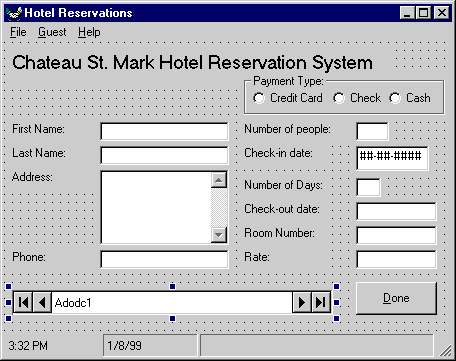 Hotel Reservations
File Guest Help
Chateau St. Mark Hotel Reservation System
Payment Type:
Credit Card Check Cash
First Name: Number of people:
Last Name: Check-in date: ##-##-####
Address: Number of Days:
Check-out date:
Room Number:
Phone: Rate:
Adodc1 Done
3:32 PM 1/8/99